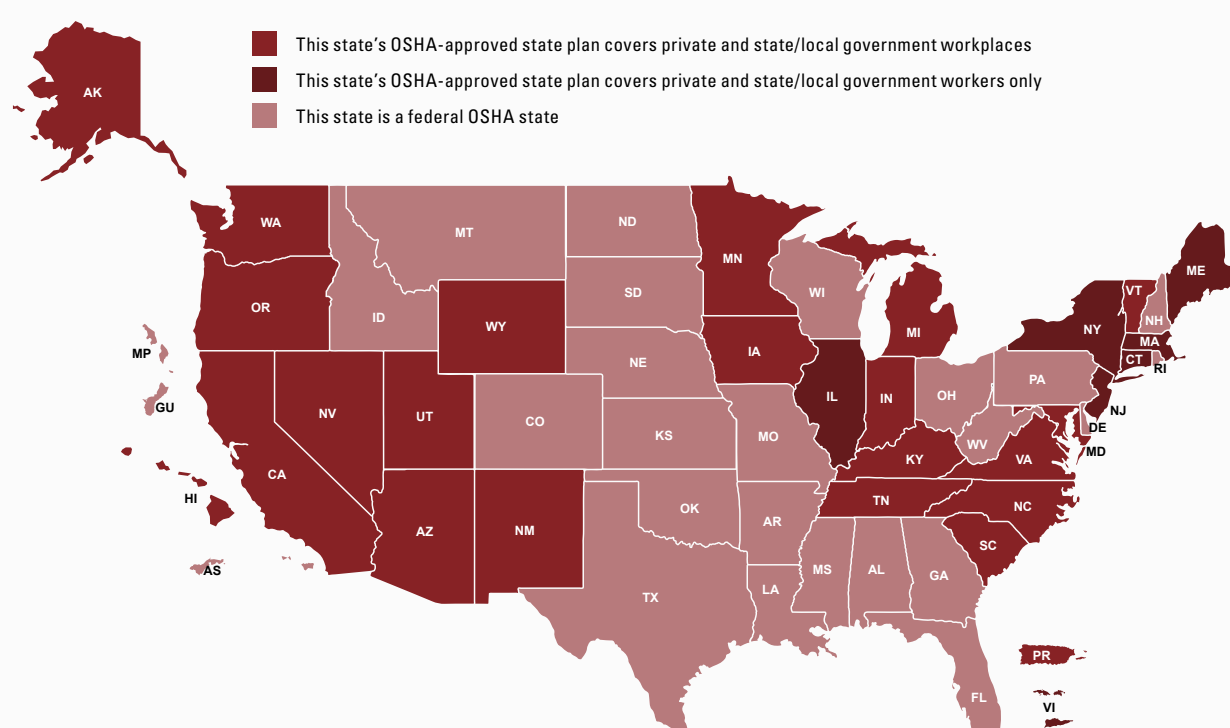 This state’s OSHA-approved state plan covers private and state/local government workplaces
This state’s OSHA-approved state plan covers private and state/local government workers only
This state is a federal OSHA state
AK
WA
MT
ND
MN
ME
OR
ID
WY
SD
WI
MI
VT
NH
NY
MA
CT
RI
MP
GU
NV
UT
CO
NE
IA
IL
IN
OH
PA
NJ
DE
MD
WV
VA
KY
CA
KS
MO
HI
AZ
NM
OK
AR
TN
NC
SC
AS
TX
LA
MS
AL
GA
FL
PR
VI